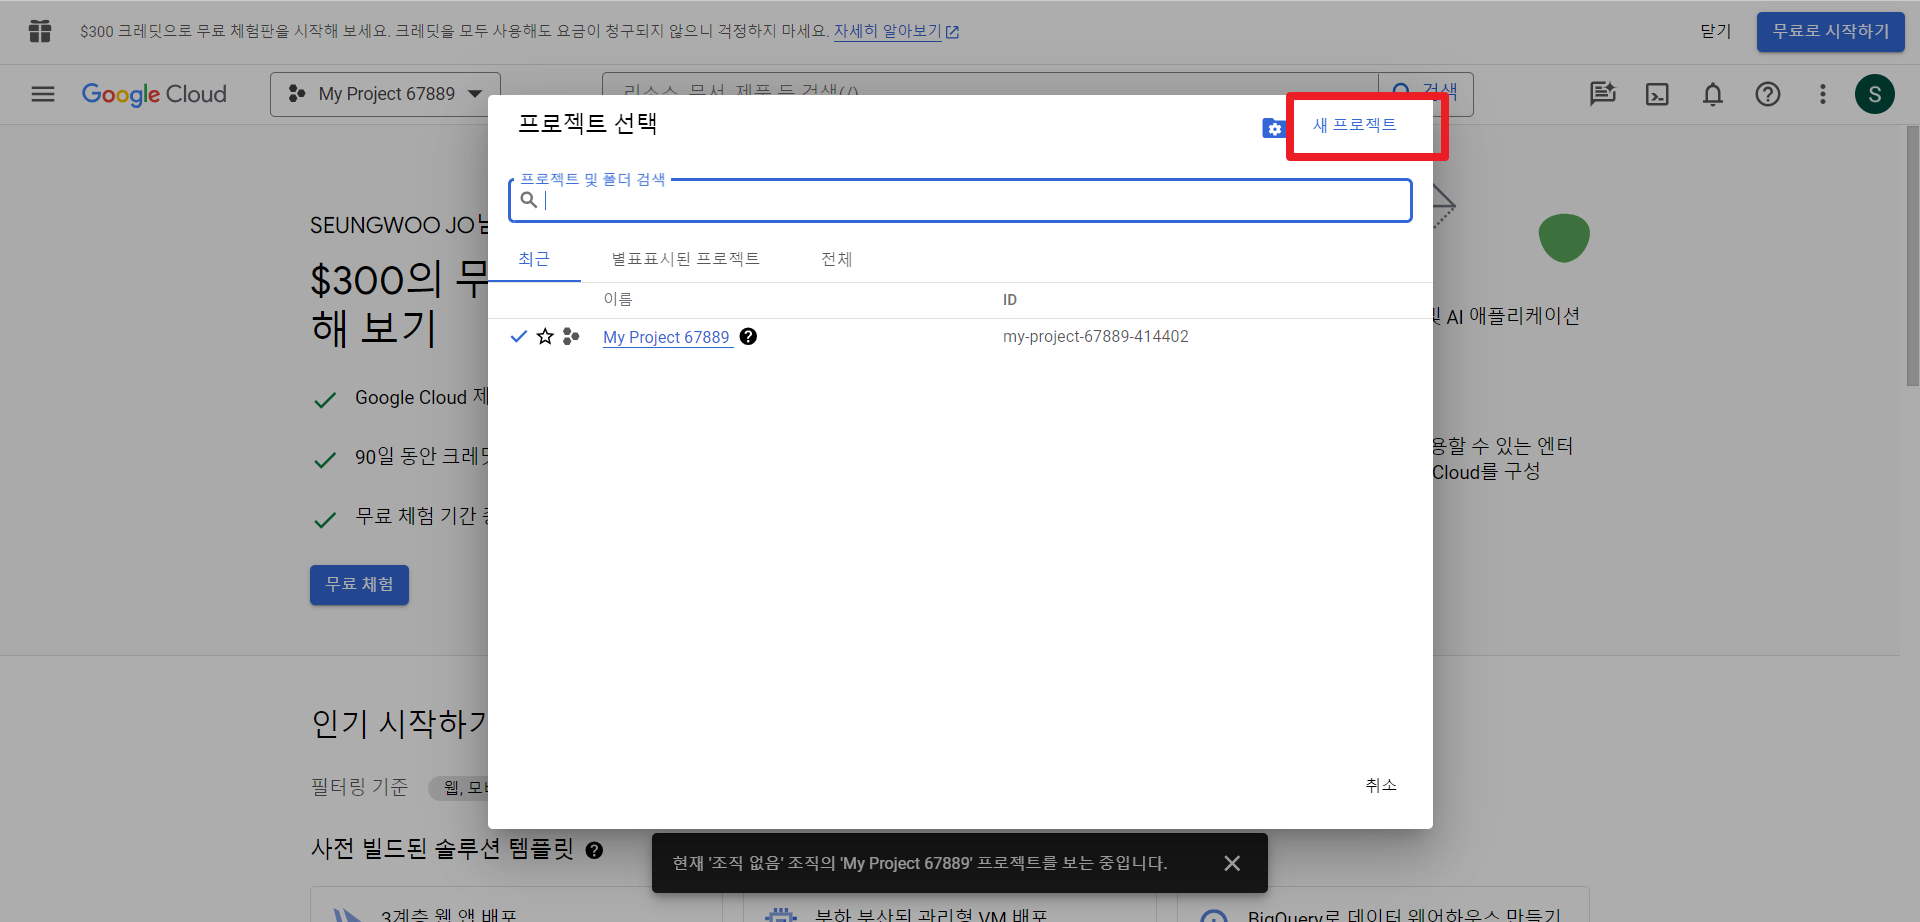 $300 크레딧으로 무료 체험판을 시작해 보세요. 크레딧을 모두 사용해도 요금이 청구되지 않으니 걱정하지 마세요. 자세히 알아보기
닫기
무료로 시작하기
Google Cloud
My Project 67889
리소스, 문서, 제품 등 검색(/)
검색
S
프로젝트 선택
새 프로젝트
프로젝트 및 폴더 검색
최근
별표표시된 프로젝트
전체
이름
ID
My Project 67889
my-project-67889-414402
취소
SEUNGWOO JO님
$300의 무
해 보기
Google Cloud 제
90일 동안 크레딧
무료 체험 기간
무료 체험
및 AI 애플리케이션
용할 수 있는 엔터
Cloud를 구성
인기 시작하기
필터링 기준
웹, 모바
사전 빌드된 솔루션 템플릿
현재 '조직 없음' 조직의 'My Project 67889' 프로젝트를 보는 중입니다.
3계층 웹 앱 배포
부하 분산된 관리형 VM 배포
BigQuery로 데이터 웨어하우스 만들기